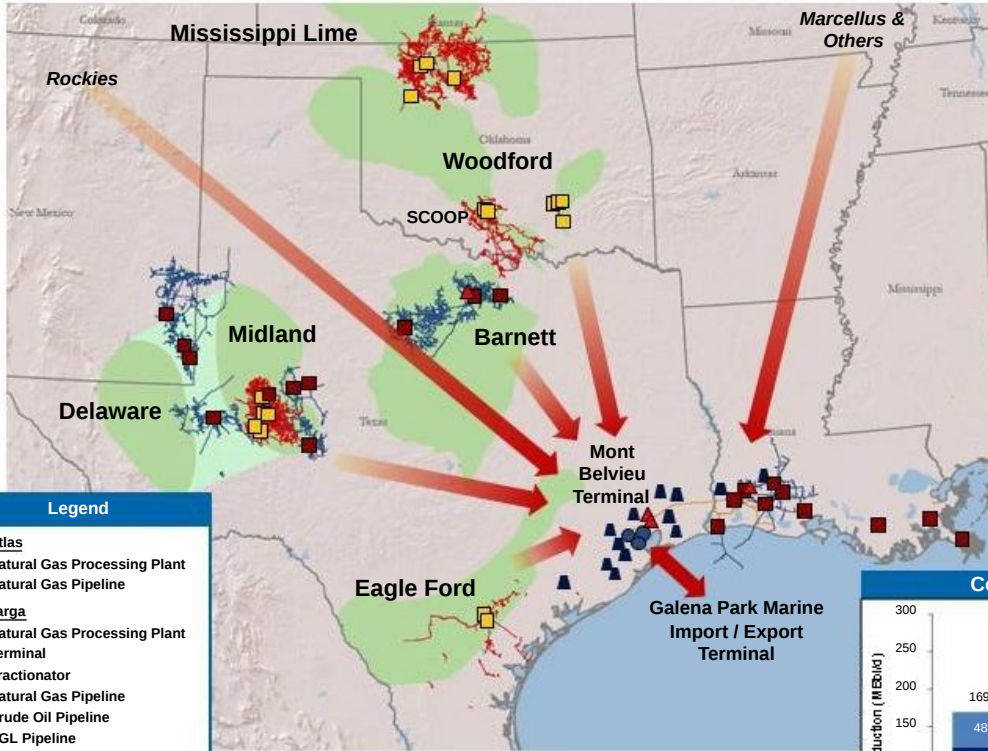 Colorado
Kansas
Missouri
Marcellus &
Others
Kentucky
Mississippi Lime
Rockies
Tennessee
Oklahoma
Woodford
Arkansas
SCOOP
New Mexico
Mississippi
Midland
Barnett
Delaware
Texas
uisiana
Mont
Belvieu
Terminal
Legend
tlas
atural Gas Processing Plant
atural Gas Pipeline
arga
atural Gas Processing Plant
erminal
ractionator
atural Gas Pipeline
rude Oil Pipeline
GL Pipeline
Eagle Ford
Galena Park Marine
Import / Export
Terminal
Co
300
250
200
150
169
48